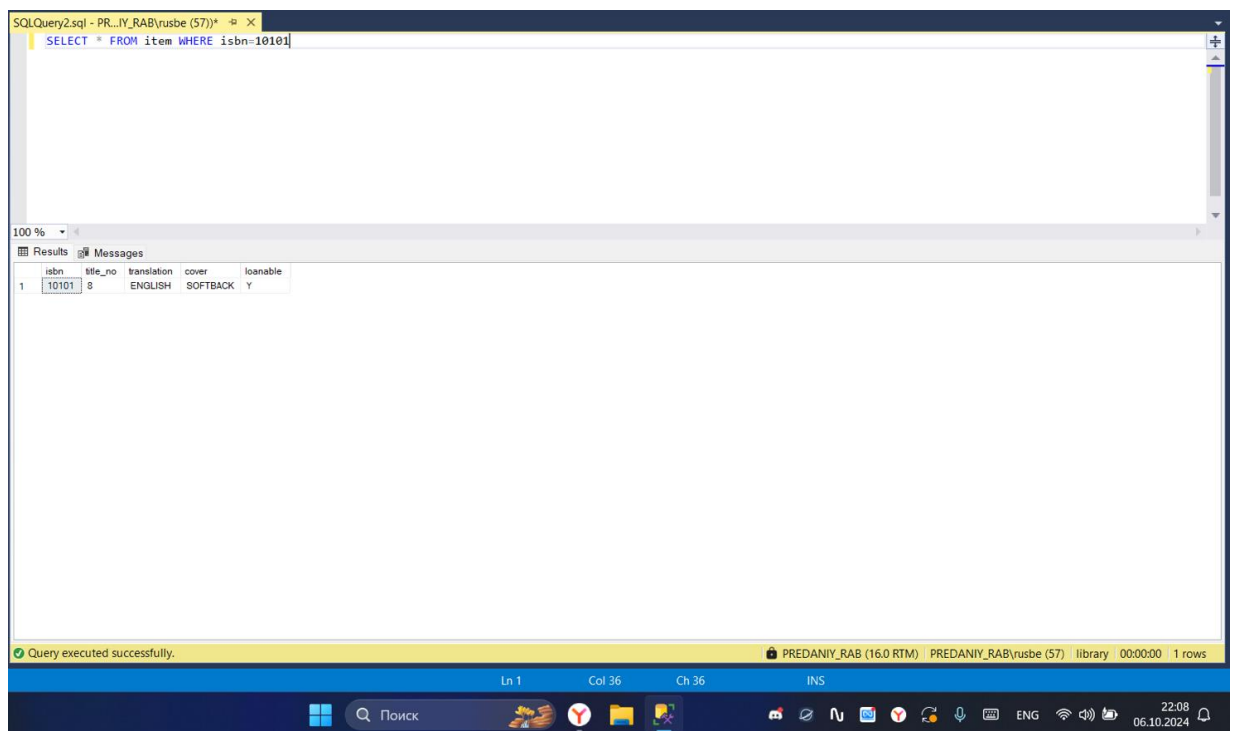 SQLQuery2.sql - PR...IY_RAB\rusbe (57))*
SELECT * FROM item WHERE isbn=10101
100 %
Results Messages
isbn title_no translation cover loanable
1 10101 8 ENGLISH SOFTBACK Y
Query executed successfully. PREDANIY_RAB (16.0 RTM) PREDANIY_RAB\rusbe (57) library 00:00:00 1 rows
Ln 1 Col 36 Ch 36 INS
Поиск ENG 22:08
06.10.2024